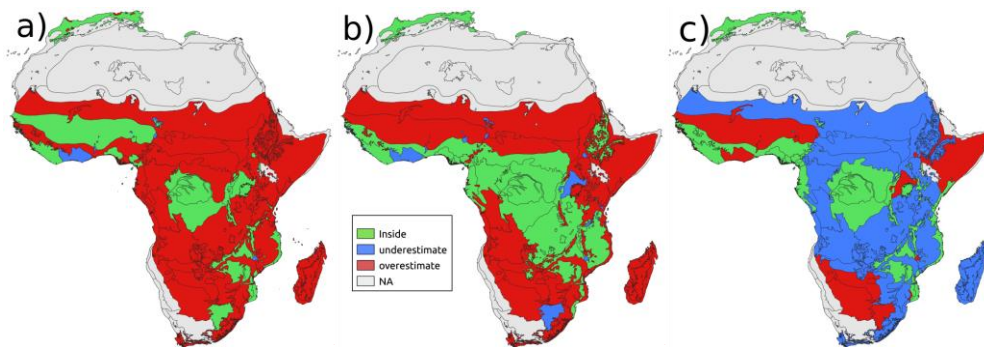 a)
b)
c)
Inside
underestimate
overestimate
NA